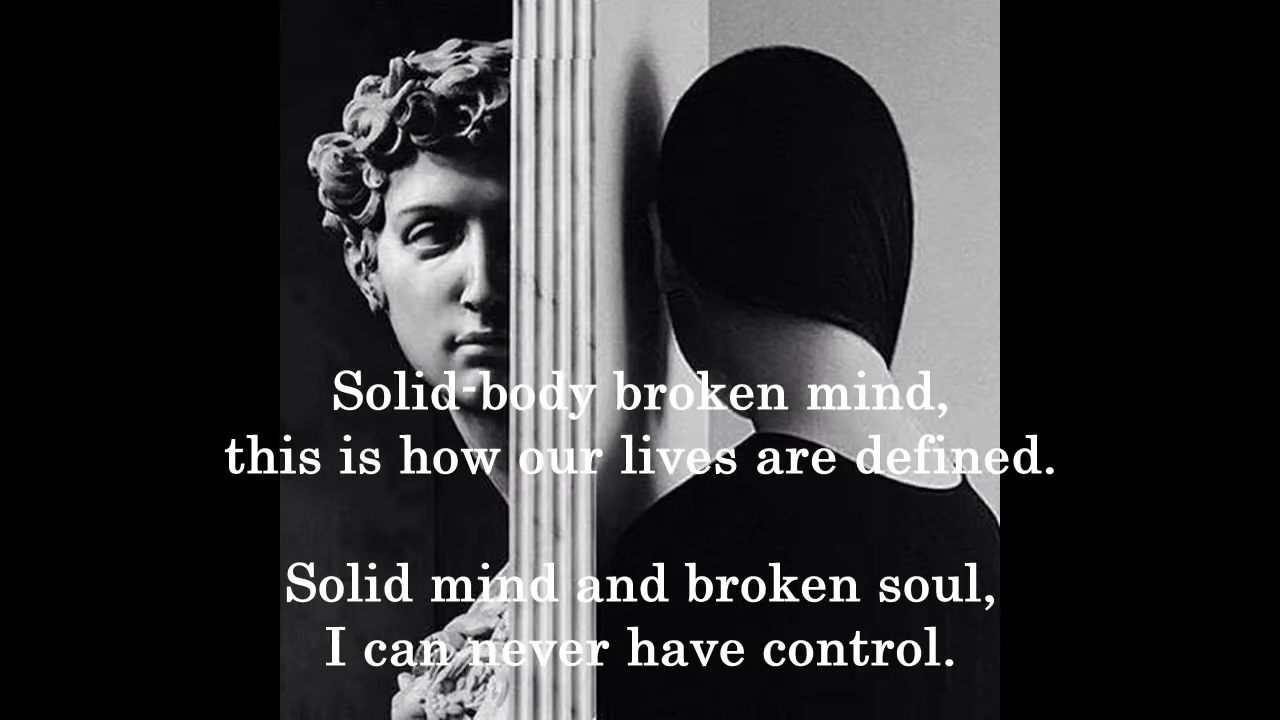 Solid-body broken mind,
this is how our lives are defined.
Solid mind and broken soul,
I can never have control.